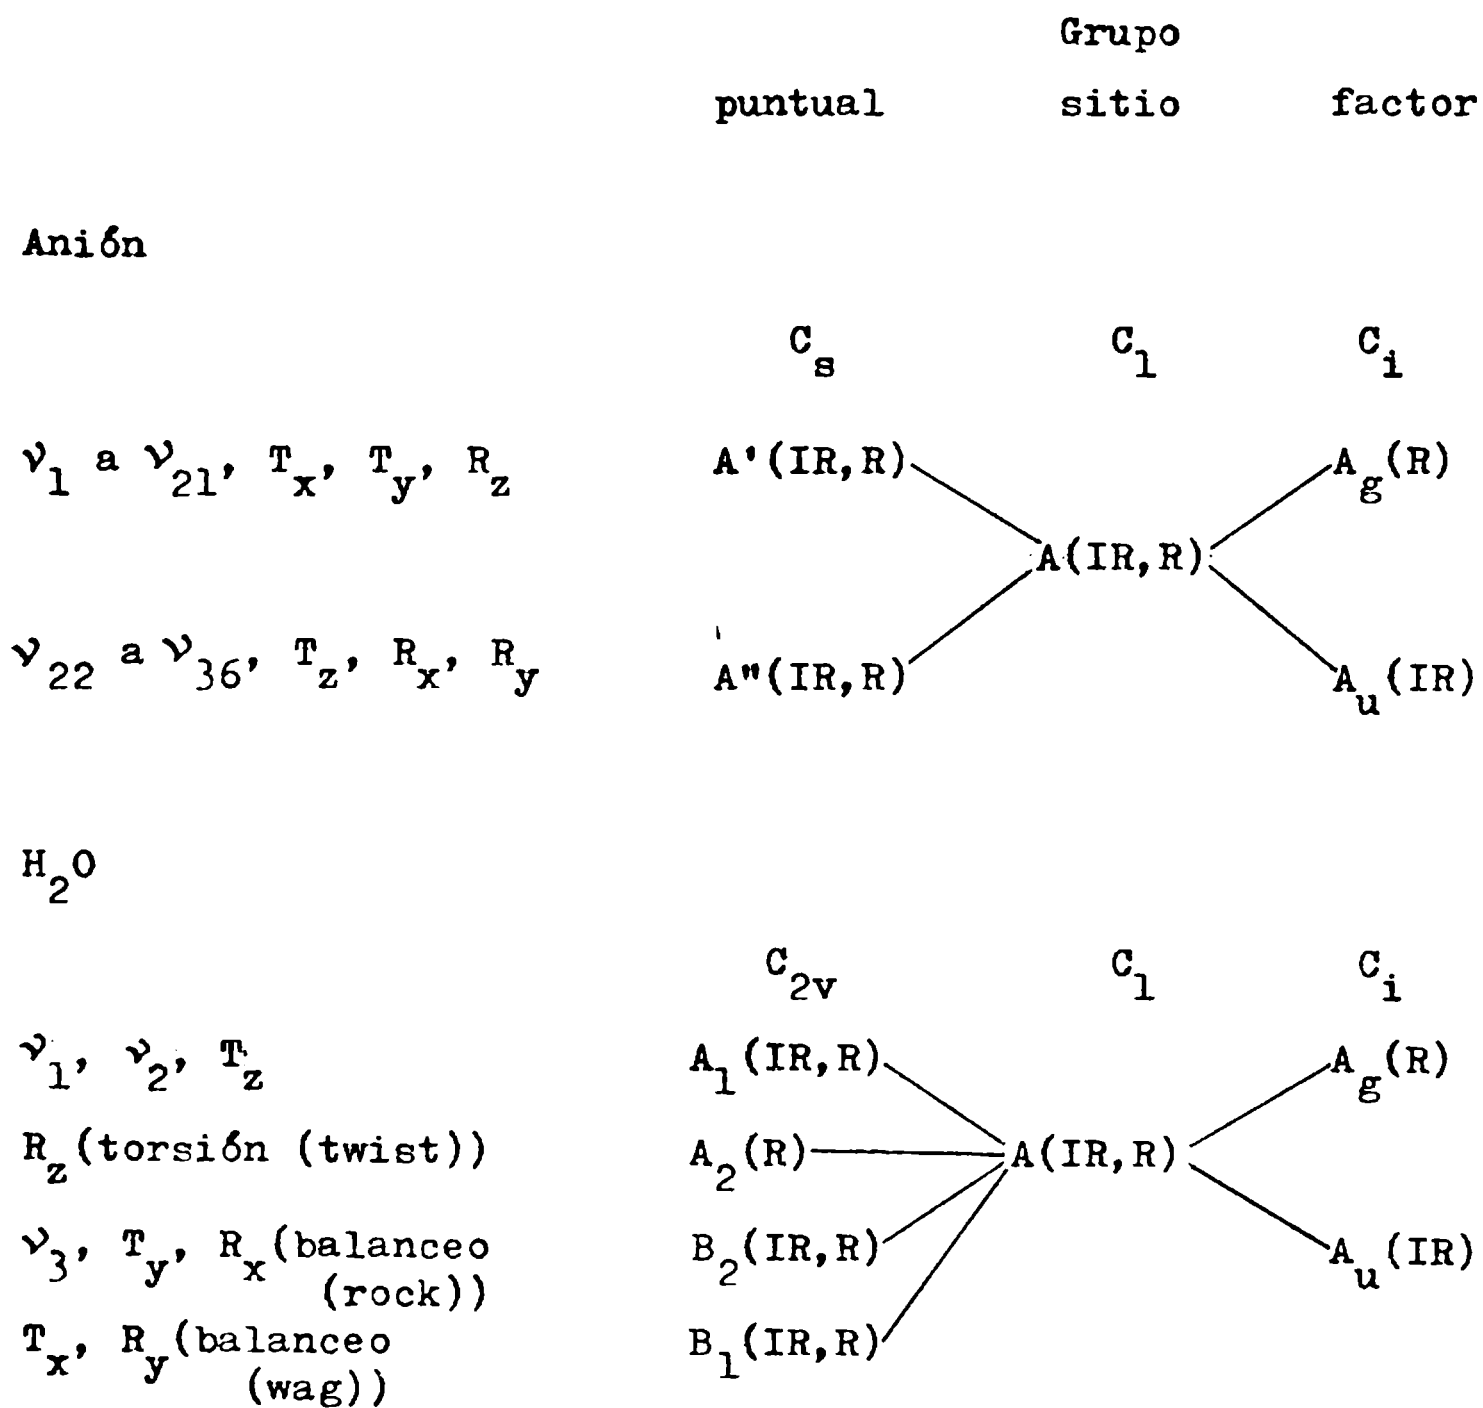 Grupo
puntual sitio factor
Anión
C_s C_1 C_i
ν_1 a ν_21, T_x, T_y, R_z A'(IR,R) A_g(R)
A(IR,R)
ν_22 a ν_36, T_z, R_x, R_y A"(IR,R) A_u(IR)
H_2O
C_2v C_1 C_i
ν_1, ν_2, T_z A_1(IR,R) A_g(R)
R_z(torsión (twist)) A_2(R) A(IR,R)
ν_3, T_y, R_x(balanceo B_2(IR,R) A_u(IR)
(rock))
T_x, R_y(balanceo B_1(IR,R)
(wag))